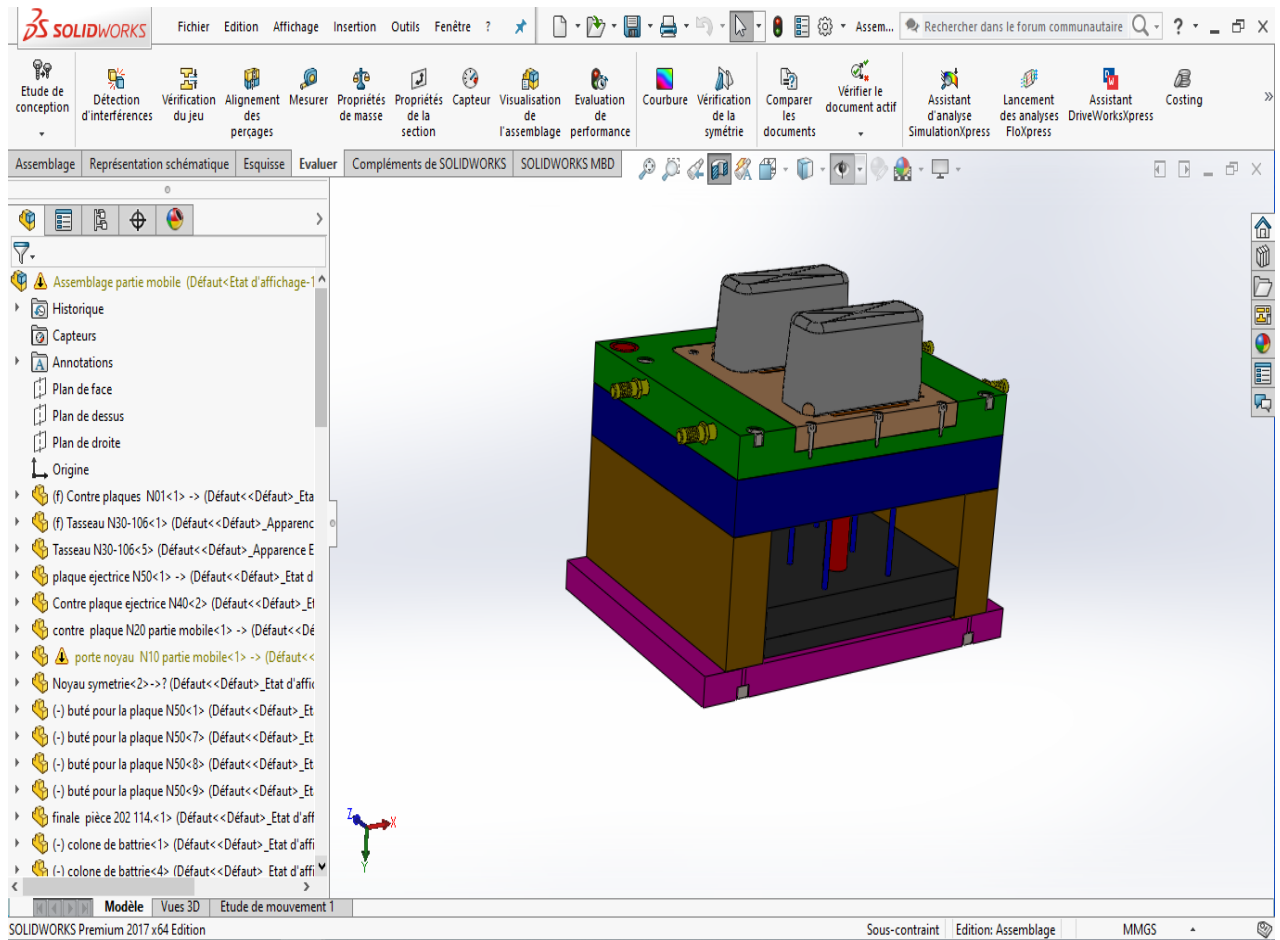 SOLIDWORKS
Fichier Edition Affichage Insertion Outils Fenêtre ?
Assem...
Rechercher dans le forum communautaire
?
Etude de conception
Détection d'interférences
Vérification du jeu
Alignement des perçages
Mesurer
Propriétés de masse
Propriétés de la section
Capteur
Visualisation de l'assemblage
Evaluation de performance
Courbure
Vérification de la symétrie
Comparer les documents
Vérifier le document actif
Assistant d'analyse SimulationXpress
Lancement des analyses FloXpress
Assistant DriveWorksXpress
Costing
Assemblage Représentation schématique Esquisse Evaluer Compléments de SOLIDWORKS SOLIDWORKS MBD
Assemblage partie mobile (Défaut<Etat d'affichage-1
Historique
Capteurs
Annotations
Plan de face
Plan de dessus
Plan de droite
Origine
(f) Contre plaques N01<1> -> (Défaut<<Défaut>_Eta
(f) Tasseau N30-106<1> (Défaut<<Défaut>_Apparenc
Tasseau N30-106<5> (Défaut<<Défaut>_Apparence E
plaque ejectrice N50<1> -> (Défaut<<Défaut>_Etat d
Contre plaque ejectrice N40<2> (Défaut<<Défaut>_Et
contre plaque N20 partie mobile<1> -> (Défaut<<Dé
porte noyau N10 partie mobile<1> -> (Défaut<<
Noyau symetrie<2>->? (Défaut<<Défaut>_Etat d'affic
(-) buté pour la plaque N50<1> (Défaut<<Défaut>_Et
(-) buté pour la plaque N50<7> (Défaut<<Défaut>_Et
(-) buté pour la plaque N50<8> (Défaut<<Défaut>_Et
(-) buté pour la plaque N50<9> (Défaut<<Défaut>_Et
finale pièce 202 114.<1> (Défaut<<Défaut>_Etat d'aff
(-) colone de battrie<1> (Défaut<<Défaut>_Etat d'affi
(-) colone de battrie<4> (Défaut<<Défaut>_Etat d'affi
Z
X
Y
Modèle Vues 3D Etude de mouvement 1
SOLIDWORKS Premium 2017 x64 Edition
Sous-contraint Edition: Assemblage MMGS